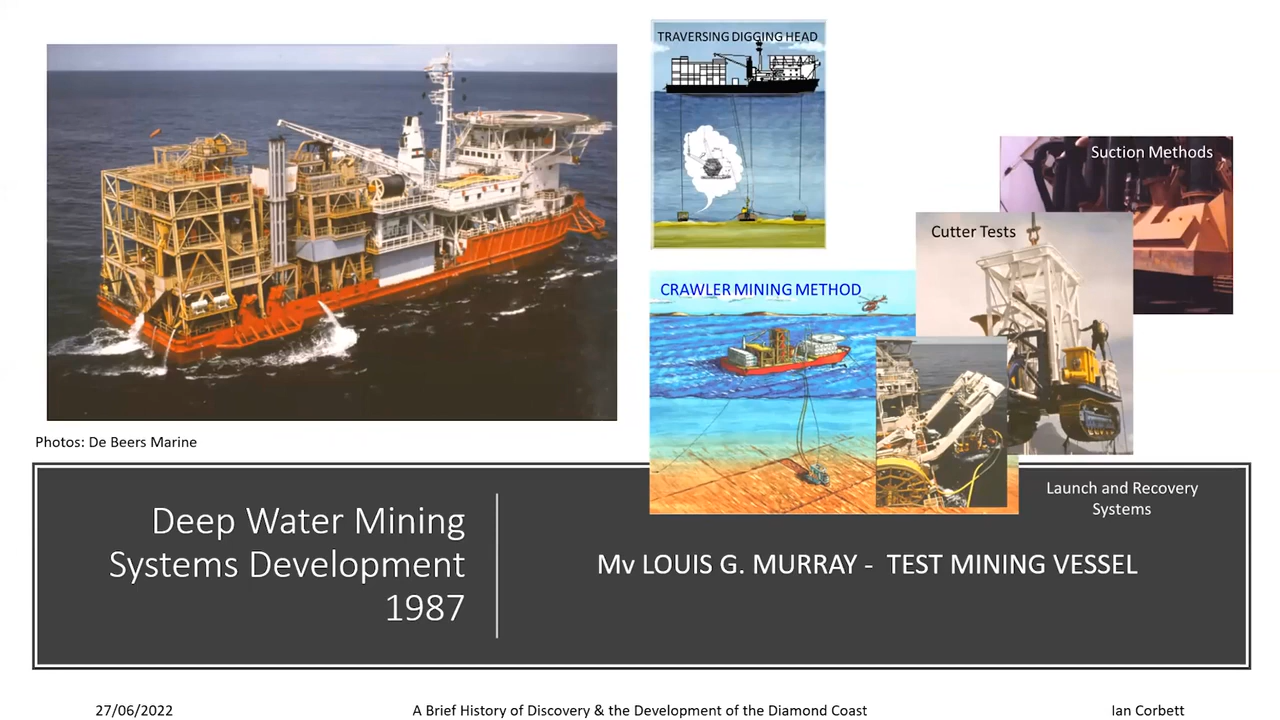 TRAVERSING DIGGING HEAD
Suction Methods
Cutter Tests
CRAWLER MINING METHOD
Photos: De Beers Marine
Launch and Recovery
Systems
Deep Water Mining
Systems Development
1987
Mv LOUIS G. MURRAY - TEST MINING VESSEL
27/06/2022
A Brief History of Discovery & the Development of the Diamond Coast
Ian Corbett